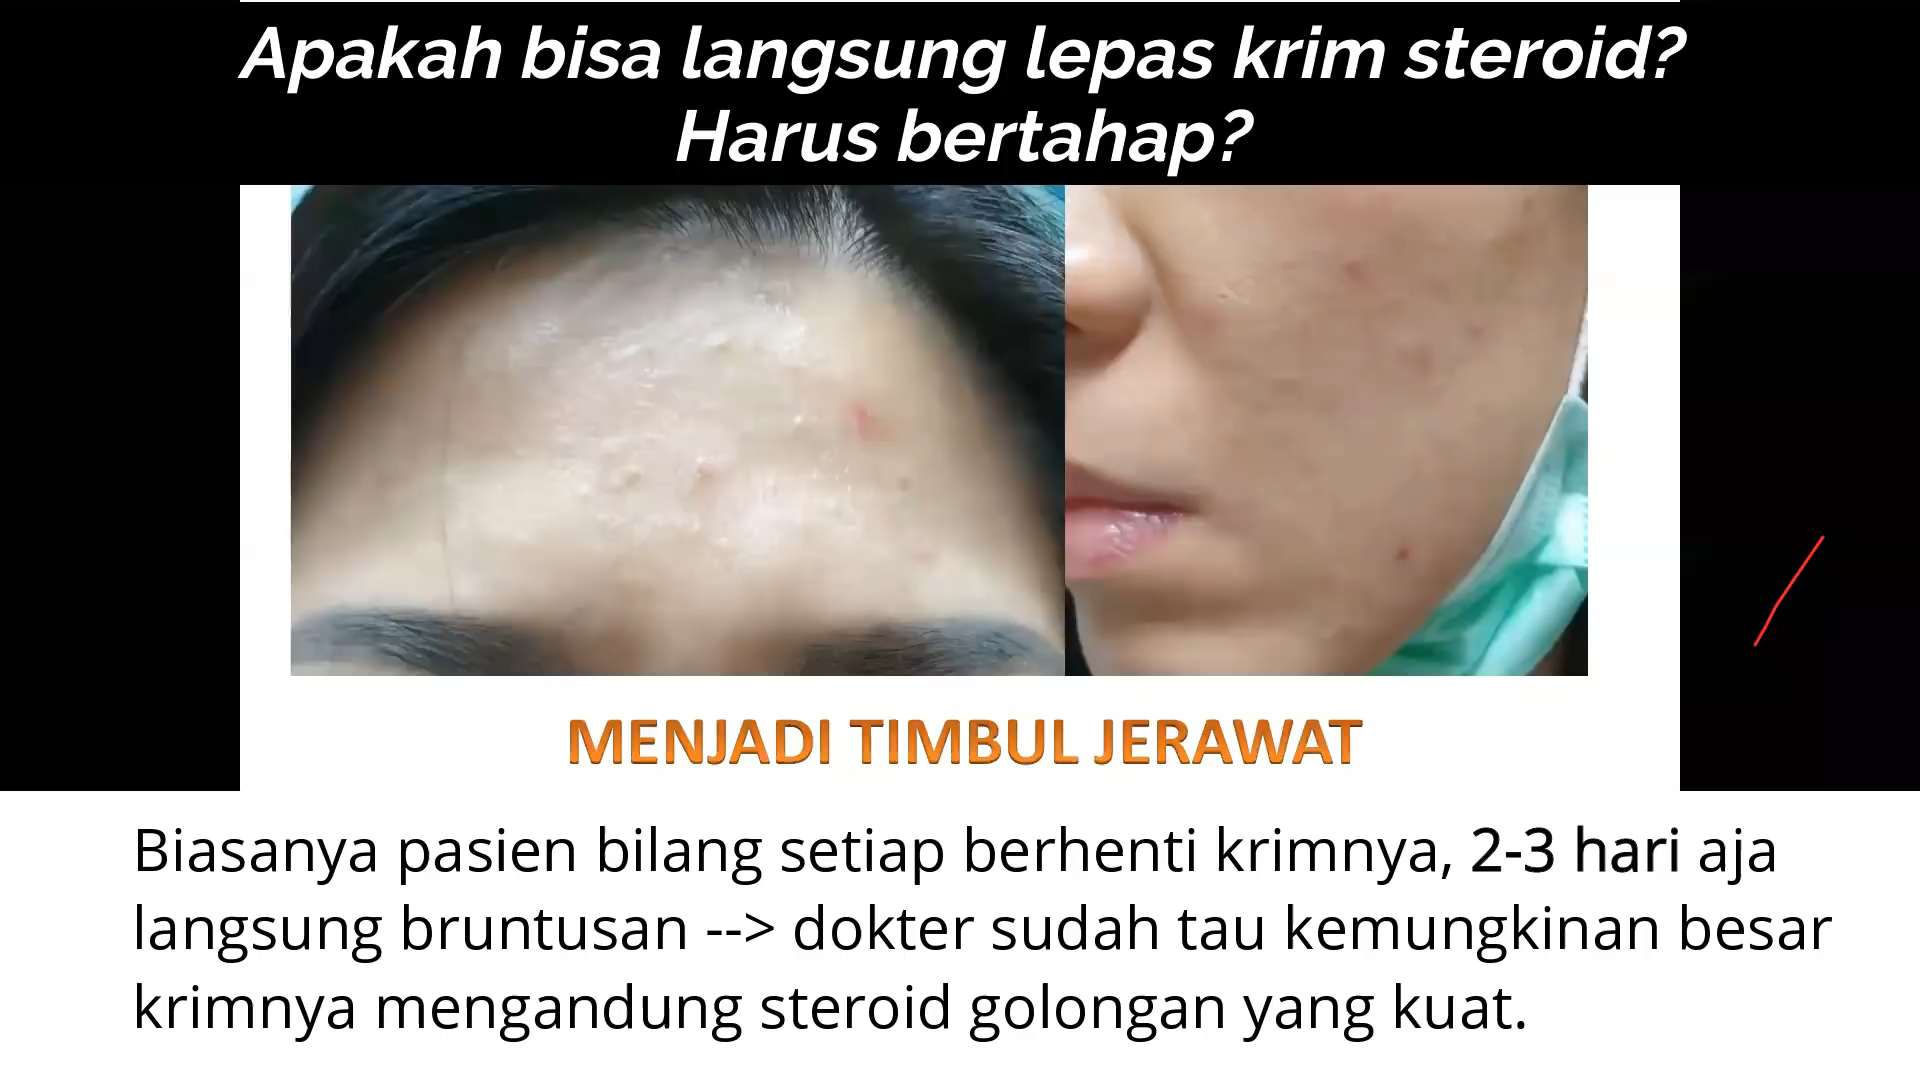 Apakah bisa langsung lepas krim steroid?
Harus bertahap?
MENJADI TIMBUL JERAWAT
Biasanya pasien bilang setiap berhenti krimnya, 2-3 hari aja
langsung bruntusan --> dokter sudah tau kemungkinan besar
krimnya mengandung steroid golongan yang kuat.